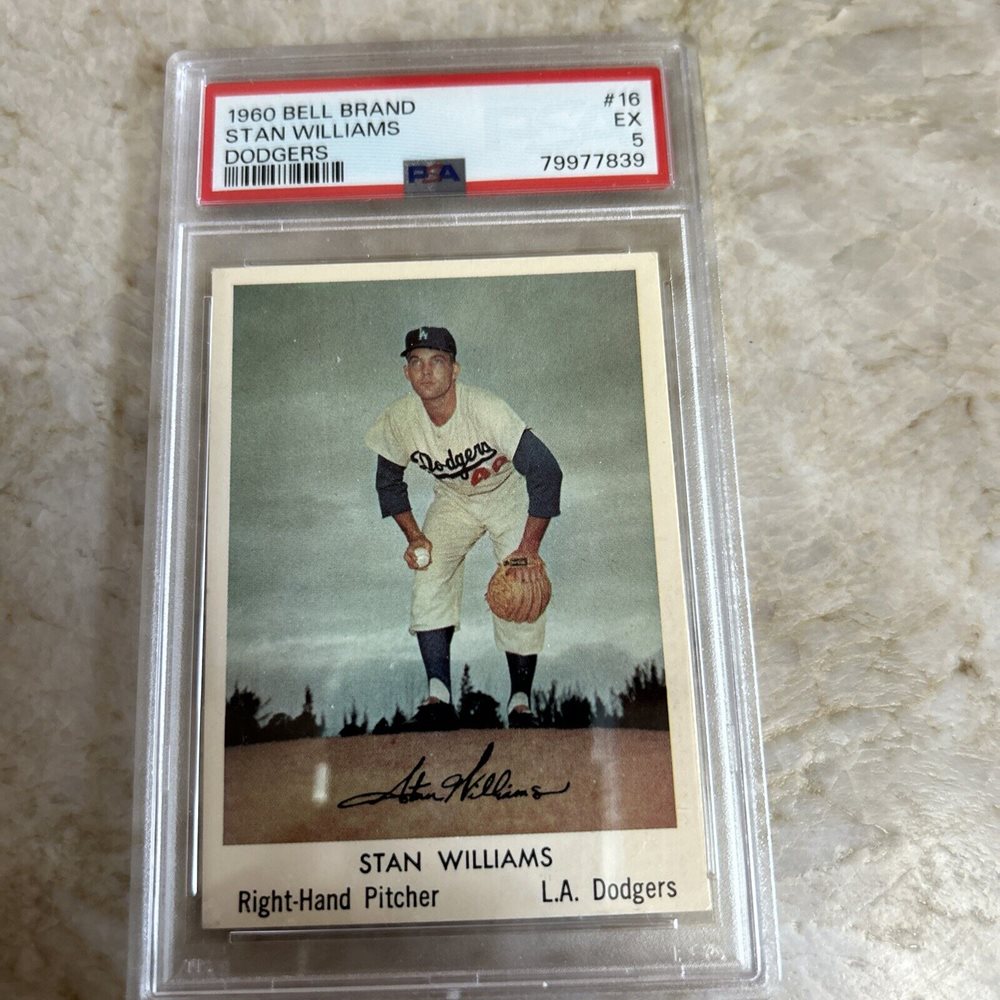 1960 BELL BRAND #16
STAN WILLIAMS EX
DODGERS 5
PSA 79977839
LA
Dodgers
Stan Williams
STAN WILLIAMS
Right-Hand Pitcher L.A. Dodgers